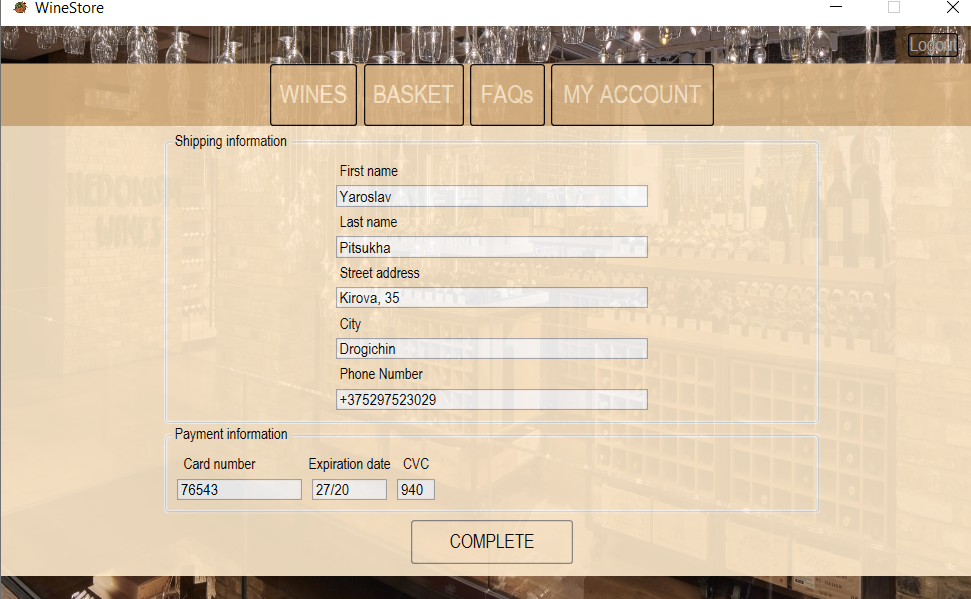 WineStore
Logout
WINES BASKET FAQs MY ACCOUNT
Shipping information
First name
Yaroslav
Last name
Pitsukha
Street address
Kirova, 35
City
Drogichin
Phone Number
+375297523029
Payment information
Card number Expiration date CVC
76543 27/20 940
COMPLETE